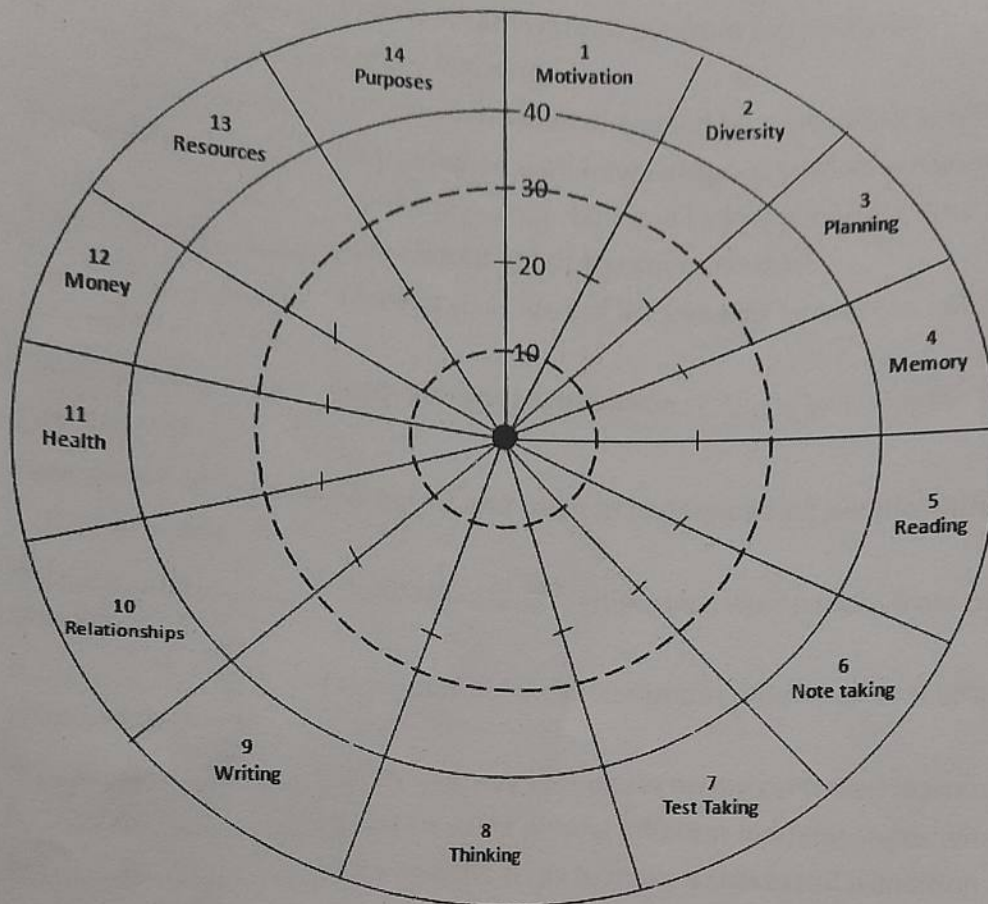 14
Purposes
1
Motivation
2
Diversity
3
Planning
4
Memory
5
Reading
6
Note taking
7
Test Taking
8
Thinking
9
Writing
10
Relationships
11
Health
12
Money
13
Resources
40
30
20
10